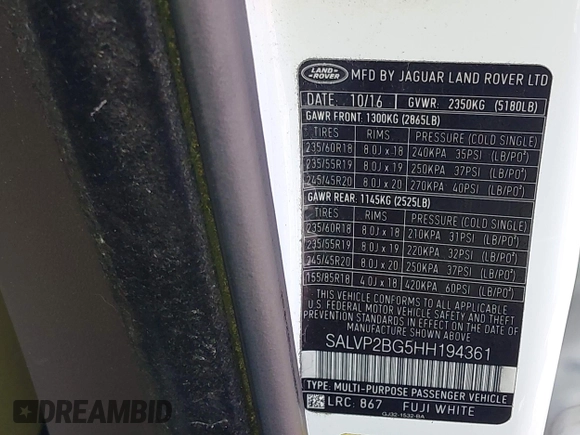 LAND-
ROVER
MFD BY JAGUAR LAND ROVER LTD
DATE: 10/16 GVWR. 2350KG (5180LB)
GAWR FRONT: 1300KG (2865LB)
TIRES RIMS PRESSURE (COLD SINGLE)
235/60R18 8.0J x 18 240KPA 35PSI (LB/PO²)
235/55R19 8.0J x 19 250KPA 37PSI (LB/PO²)
245/45R20 8.0J x 20 270KPA 40PSI (LB/PO²)
GAWR REAR: 1145KG (2525LB)
TIRES RIMS PRESSURE (COLD SINGLE)
235/60R18 8.0J x 18 210KPA 31PSI (LB/PO²)
235/55R19 8.0J x 19 220KPA 32PSI (LB/PO²)
245/45R20 8.0J x 20 250KPA 37PSI (LB/PO²)
155/85R18 4.0J x 18 420KPA 60PSI (LB/PO²)
THIS VEHICLE CONFORMS TO ALL APPLICABLE
U.S. FEDERAL MOTOR VEHICLE SAFETY AND THEFT
PREVENTION STANDARDS IN EFFECT ON THE DATE OF
MANUFACTURE SHOWN ABOVE
SALVP2BG5HH194361
TYPE: MULTI-PURPOSE PASSENGER VEHICLE
LRC: 867 FUJI WHITE
GJ32-1532-BA
DREAMBID